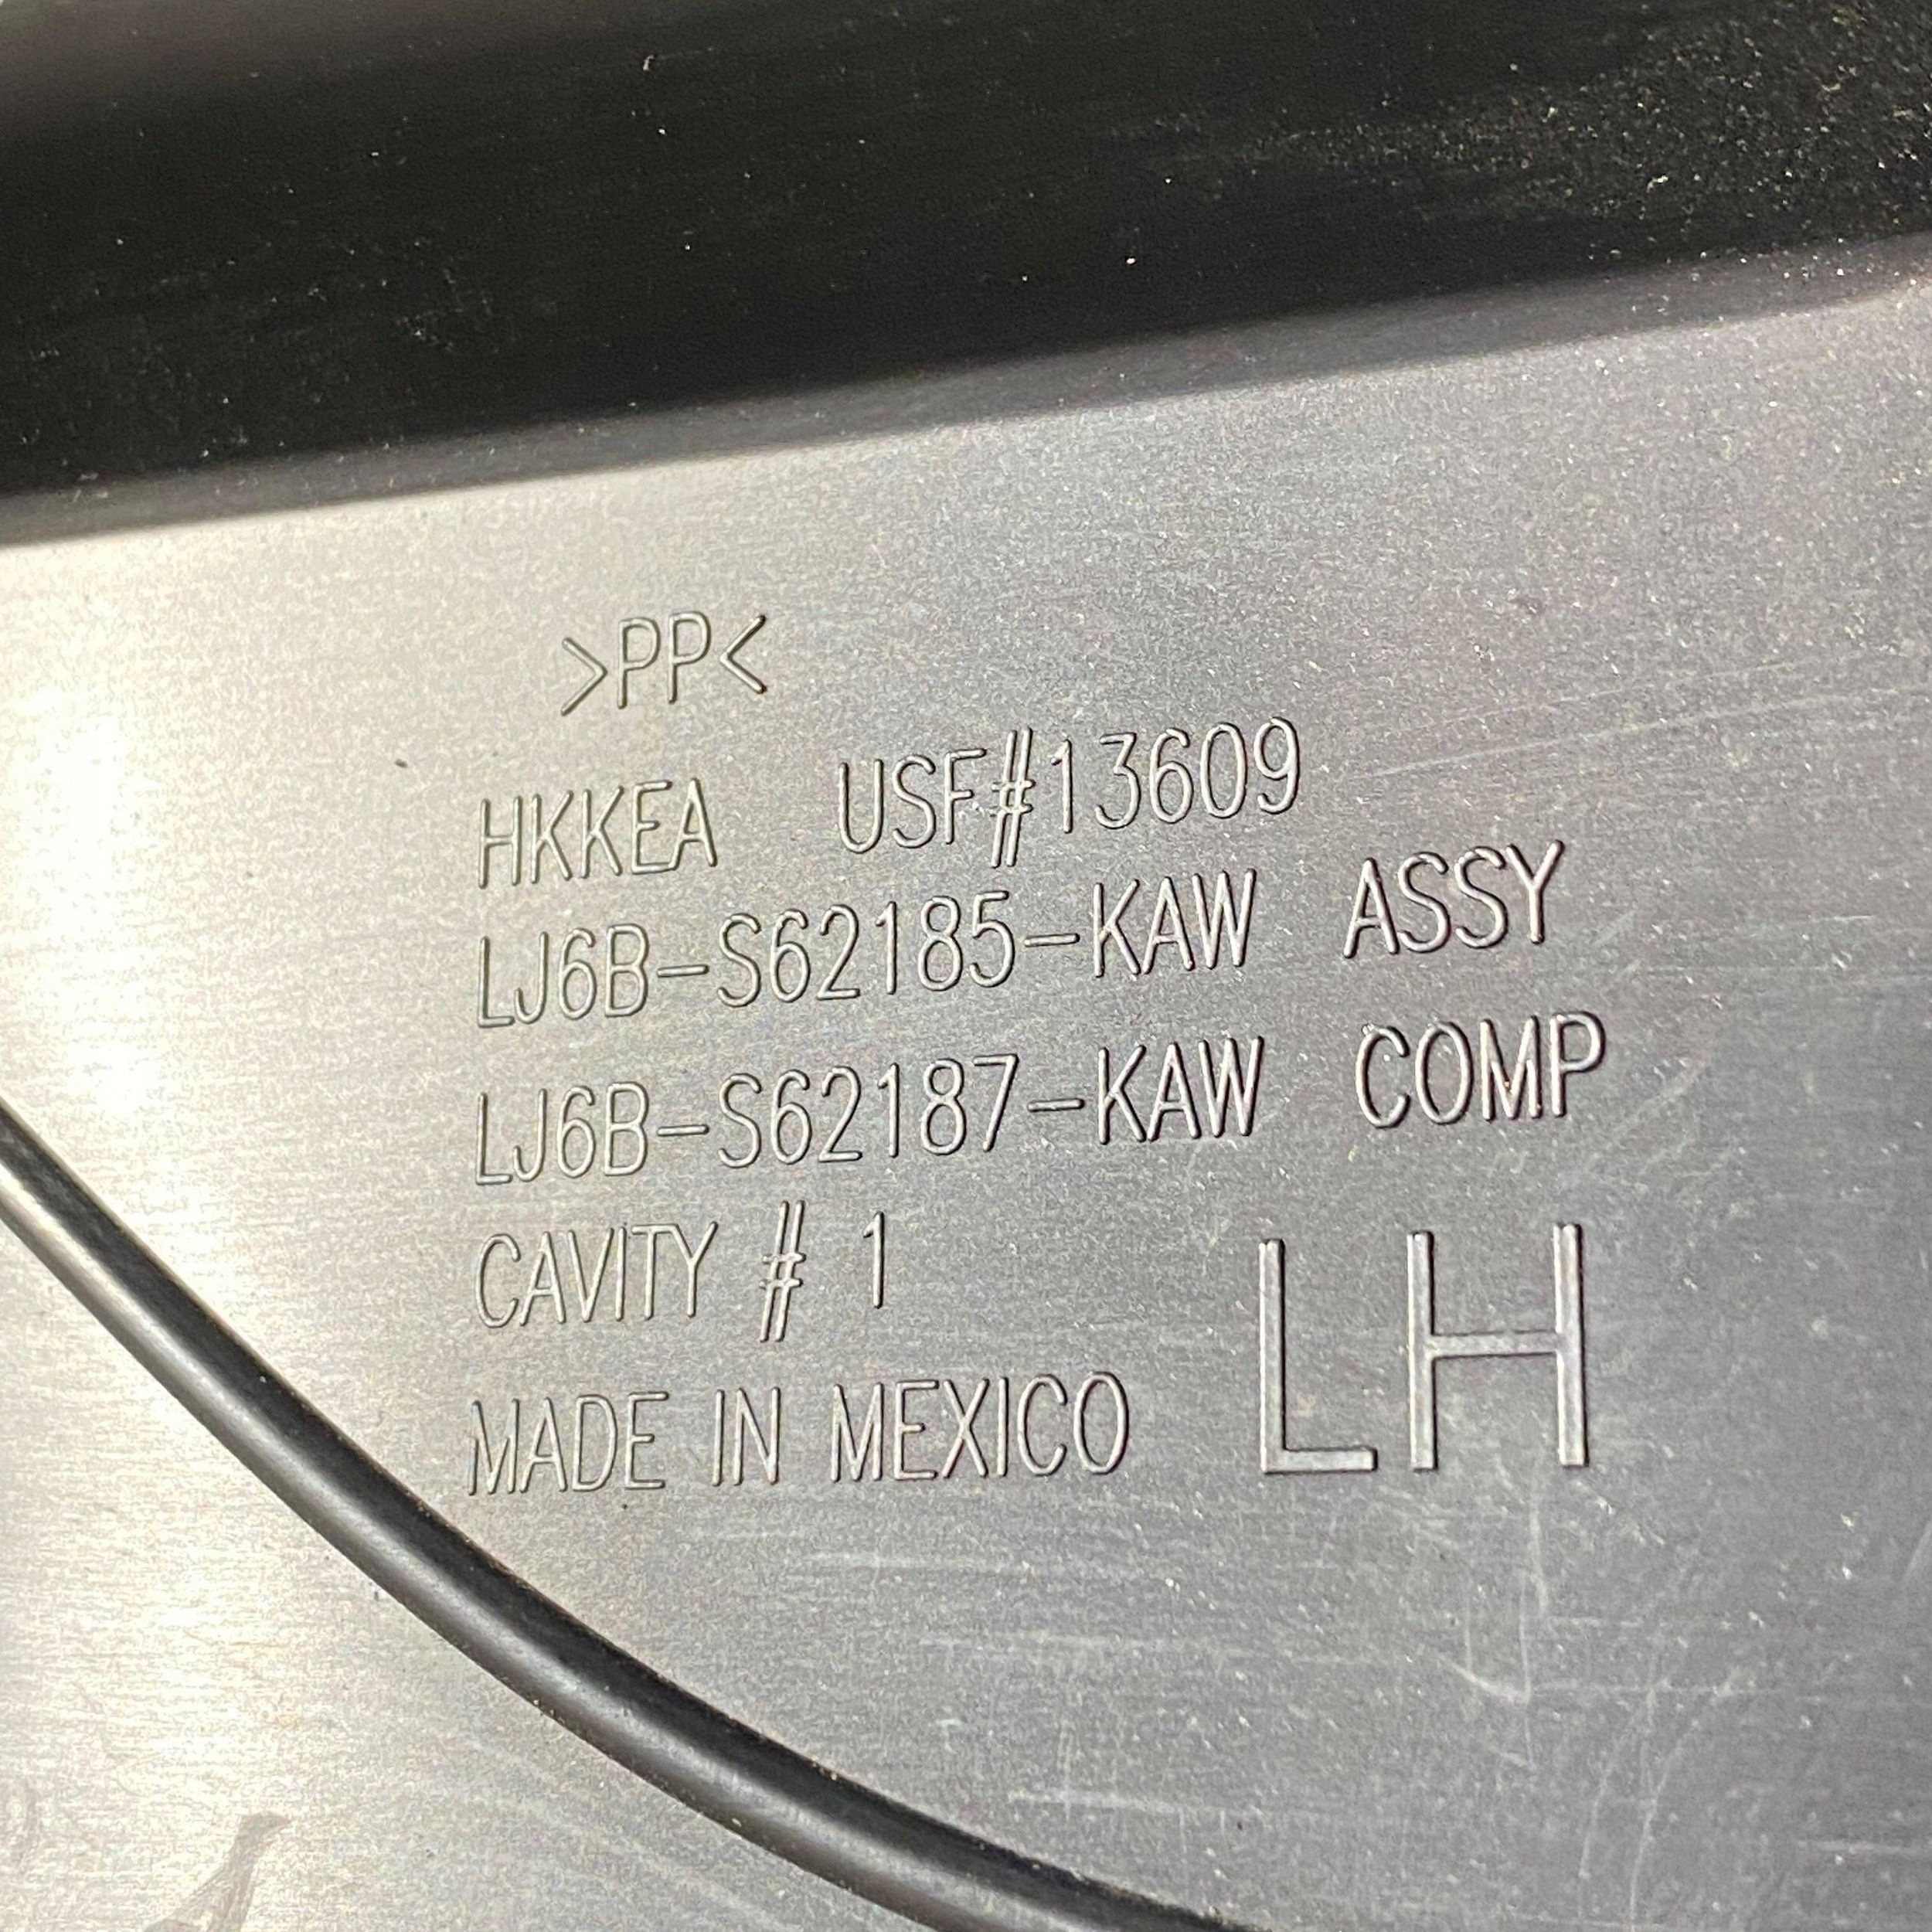 >PP<
HKKEA USF#13609
LJ6B-S62185-KAW ASSY
LJ6B-S62187-KAW COMP
CAVITY # 1
MADE IN MEXICO
LH